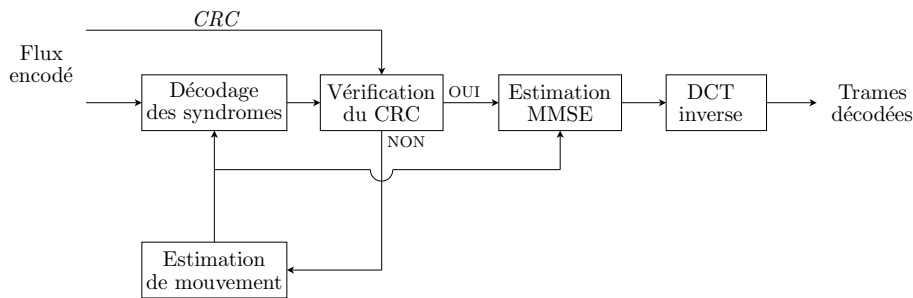 CRC
Flux
encodé
Décodage
des syndromes
Vérification
du CRC
OUI
Estimation
MMSE
DCT
inverse
Trames
décodées
NON
Estimation
de mouvement